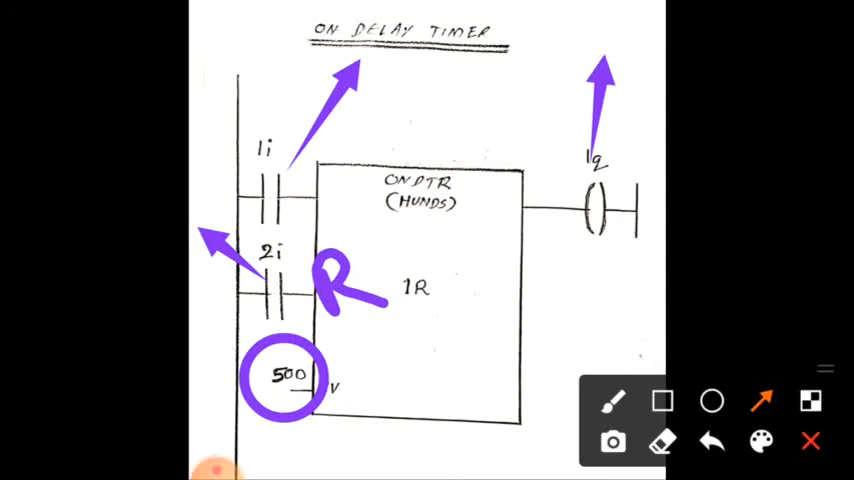 ON DELAY TIMER
1i
1q
ONDTR
(HUNDS)
2i
R
1R
500
V